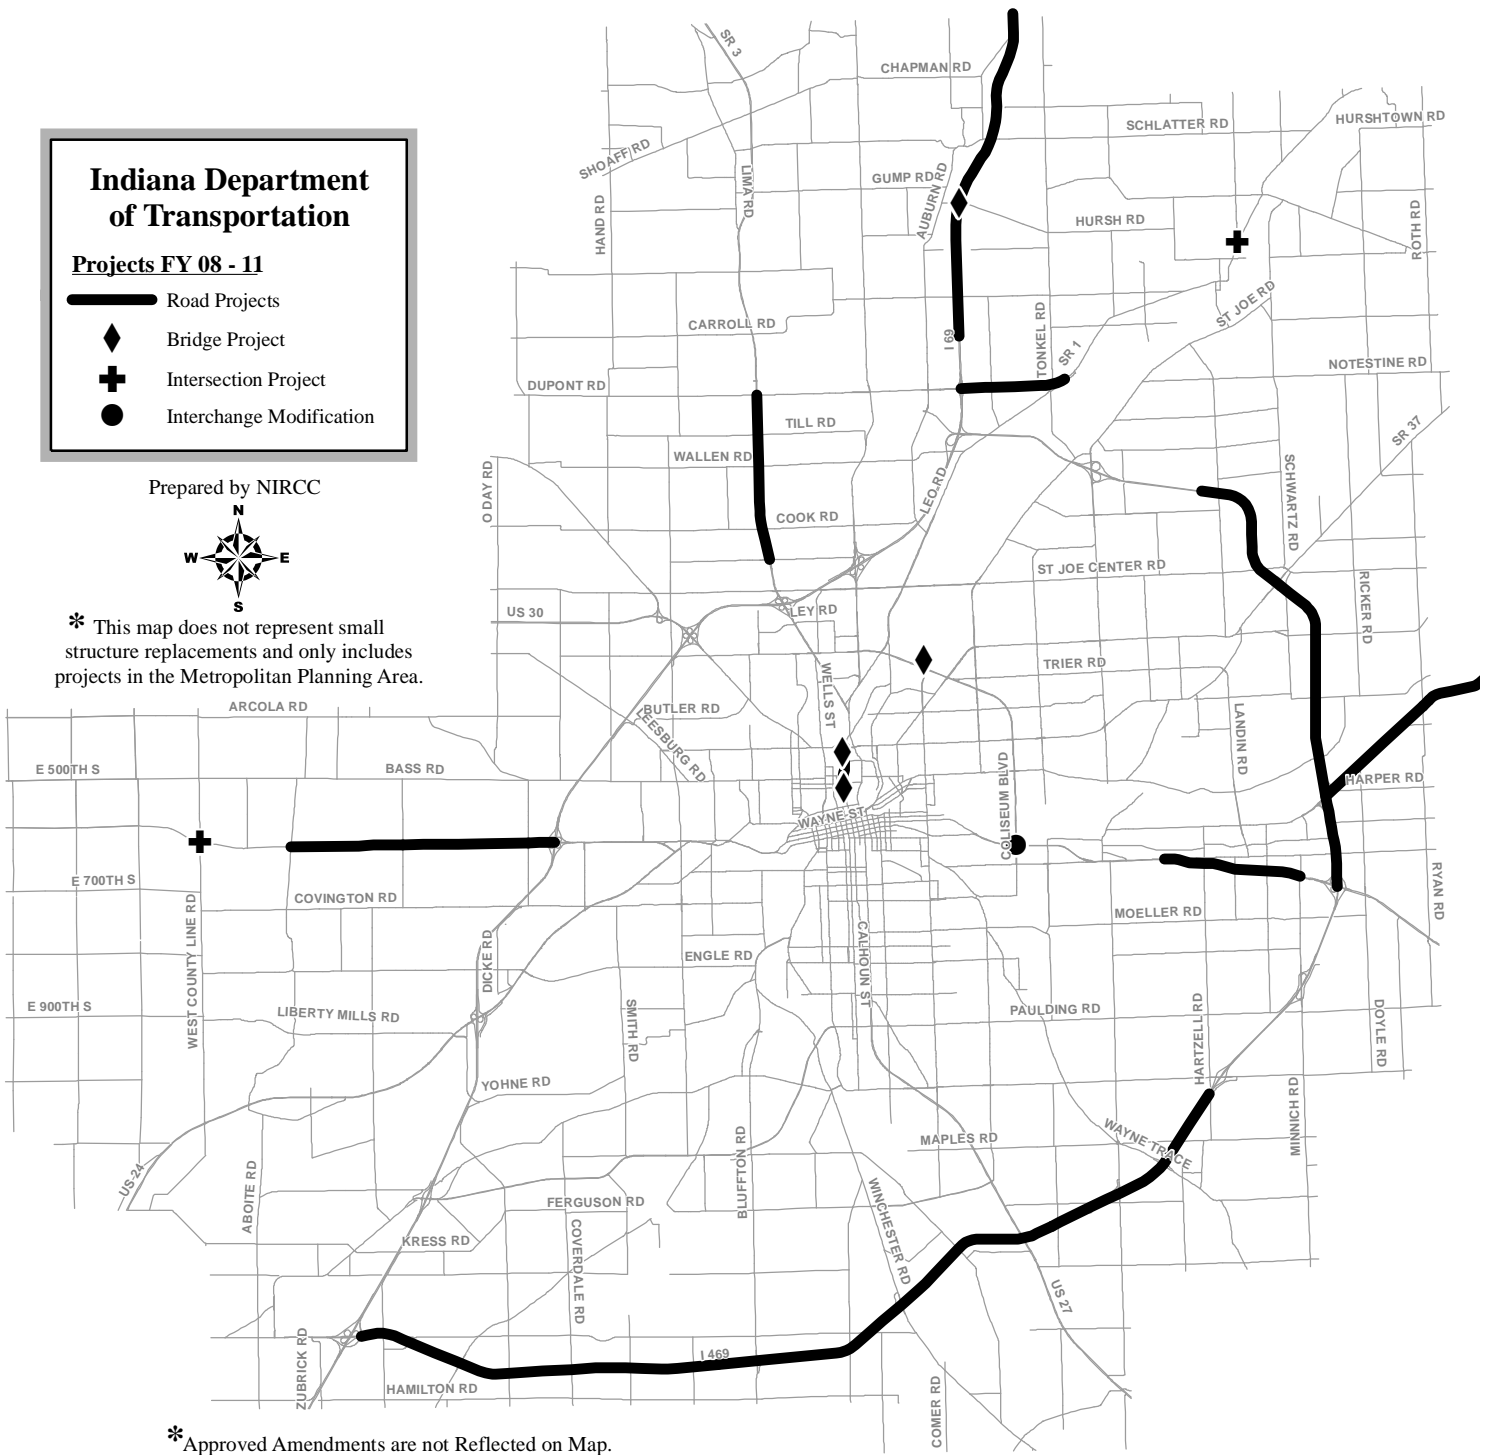 Indiana Department
of Transportation
Projects FY 08 - 11
Road Projects
Bridge Project
Intersection Project
Interchange Modification
Prepared by NIRCC
N
W
E
S
* This map does not represent small
structure replacements and only includes
projects in the Metropolitan Planning Area.
SR 3
CHAPMAN RD
SCHLATTER RD
HURSHTOWN RD
SHOAFF RD
LIMA RD
GUMP RD
AUBURN RD
HAND RD
HURSH RD
ROTH RD
ST JOE RD
CARROLL RD
I 69
TONKEL RD
SR 1
NOTESTINE RD
DUPONT RD
TILL RD
WALLEN RD
SR 37
O DAY RD
LEO RD
SCHWARTZ RD
COOK RD
ST JOE CENTER RD
US 30
LEY RD
RICKER RD
TRIER RD
WELLS ST
ARCOLA RD
BUTLER RD
LEESBURG RD
LANDIN RD
E 500TH S
BASS RD
COLISEUM BLVD
HARPER RD
WAYNE ST
E 700TH S
COVINGTON RD
MOELLER RD
RYAN RD
WEST COUNTY LINE RD
DICKE RD
ENGLE RD
CALHOUN ST
E 900TH S
LIBERTY MILLS RD
SMITH RD
PAULDING RD
HARTZELL RD
DOYLE RD
YOHNE RD
MINNICH RD
MAPLES RD
WAYNE TRACE
US 24
ABOITE RD
BLUFFTON RD
FERGUSON RD
WINCHESTER RD
KRESS RD
COVERDALE RD
US 27
ZUBRICK RD
I 469
HAMILTON RD
COMER RD
*Approved Amendments are not Reflected on Map.